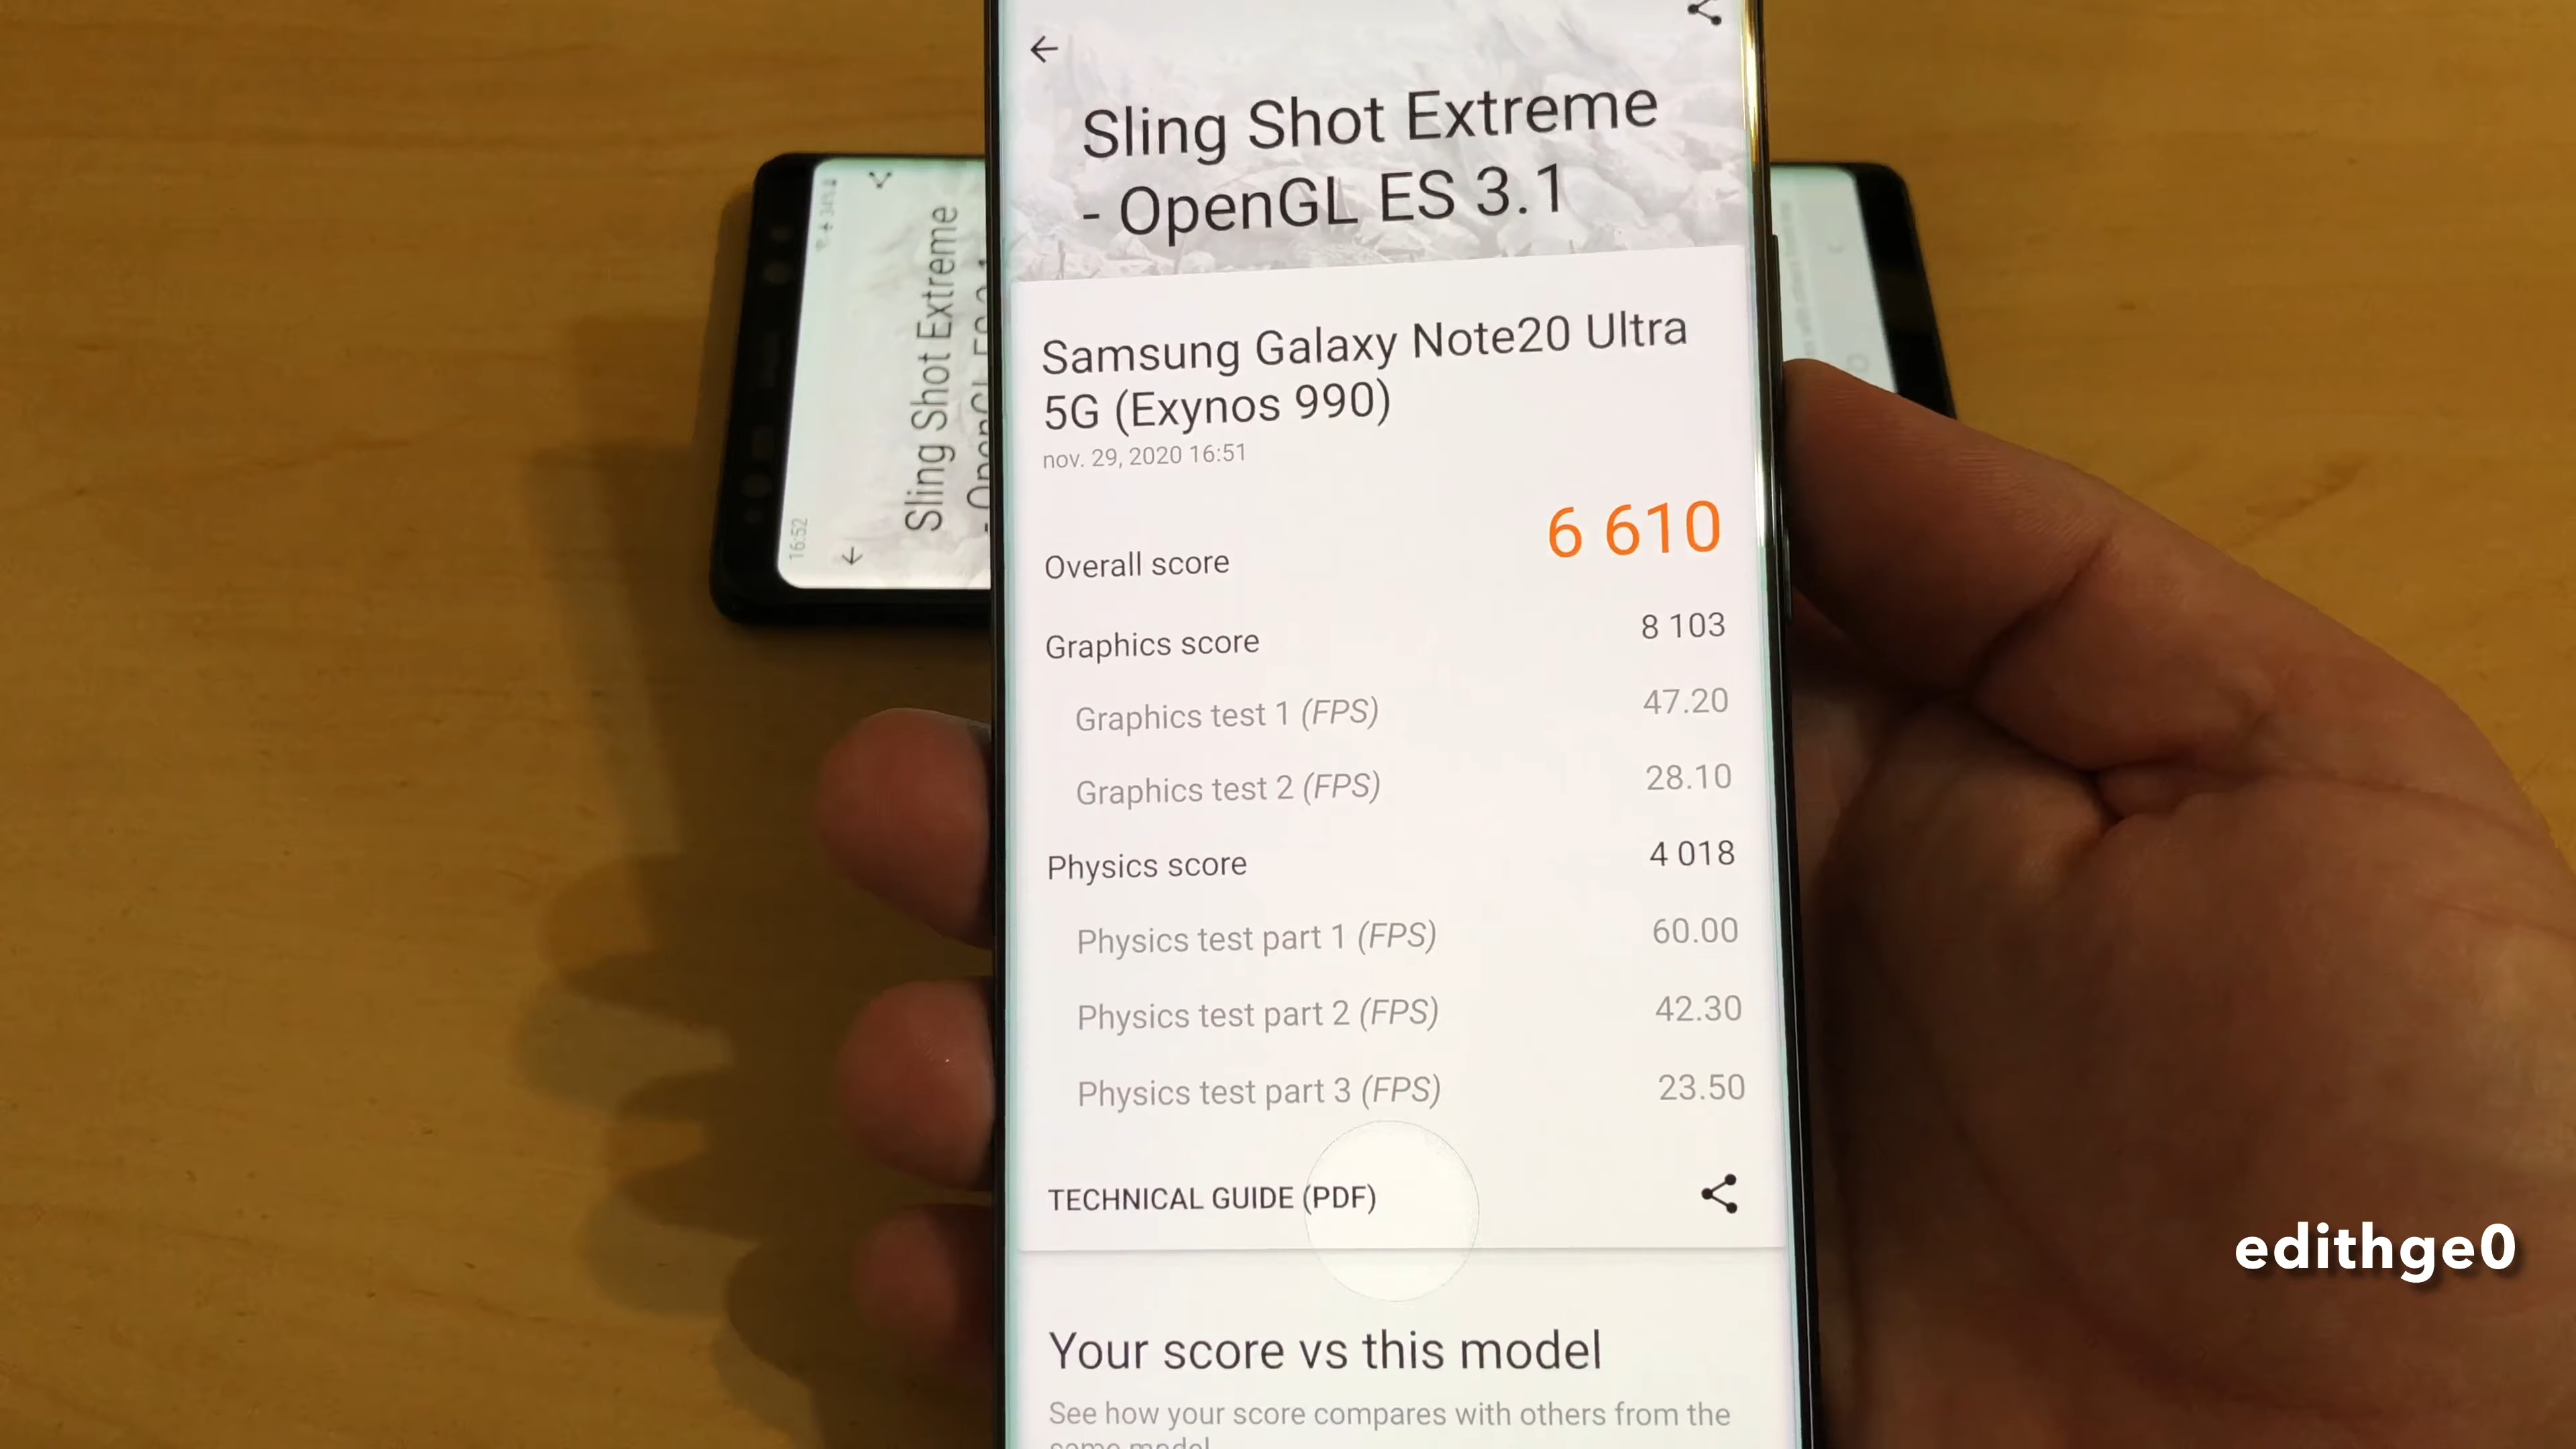 Sling Shot Extreme
- OpenGL ES 3.1
Samsung Galaxy Note20 Ultra
5G (Exynos 990)
nov. 29, 2020 16:51
Overall score 6 610
Graphics score 8 103
Graphics test 1 (FPS) 47.20
Graphics test 2 (FPS) 28.10
Physics score 4 018
Physics test part 1 (FPS) 60.00
Physics test part 2 (FPS) 42.30
Physics test part 3 (FPS) 23.50
TECHNICAL GUIDE (PDF)
Your score vs this model
See how your score compares with others from the
16:52
Sling Shot Extreme
edithge0